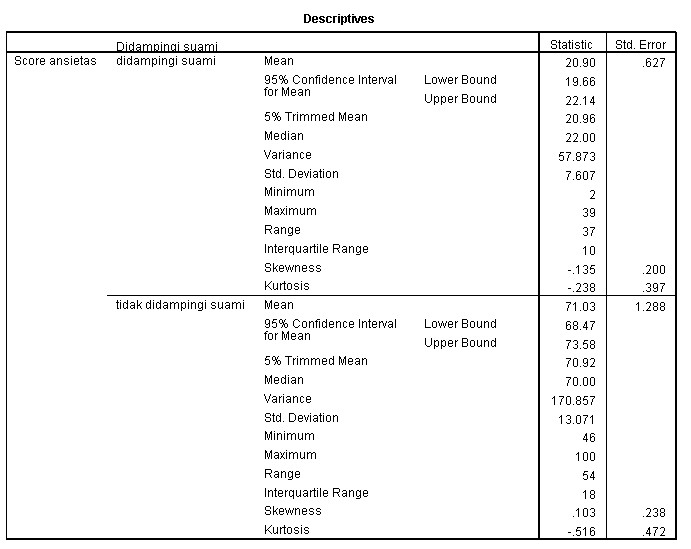 Descriptives
Didampingi suami Statistic Std. Error
Score ansietas didampingi suami Mean 20.90 .627
95% Confidence Interval for Mean Lower Bound 19.66
Upper Bound 22.14
5% Trimmed Mean 20.96
Median 22.00
Variance 57.873
Std. Deviation 7.607
Minimum 2
Maximum 39
Range 37
Interquartile Range 10
Skewness -.135 .200
Kurtosis -.238 .397
tidak didampingi suami Mean 71.03 1.288
95% Confidence Interval for Mean Lower Bound 68.47
Upper Bound 73.58
5% Trimmed Mean 70.92
Median 70.00
Variance 170.857
Std. Deviation 13.071
Minimum 46
Maximum 100
Range 54
Interquartile Range 18
Skewness .103 .238
Kurtosis -.516 .472